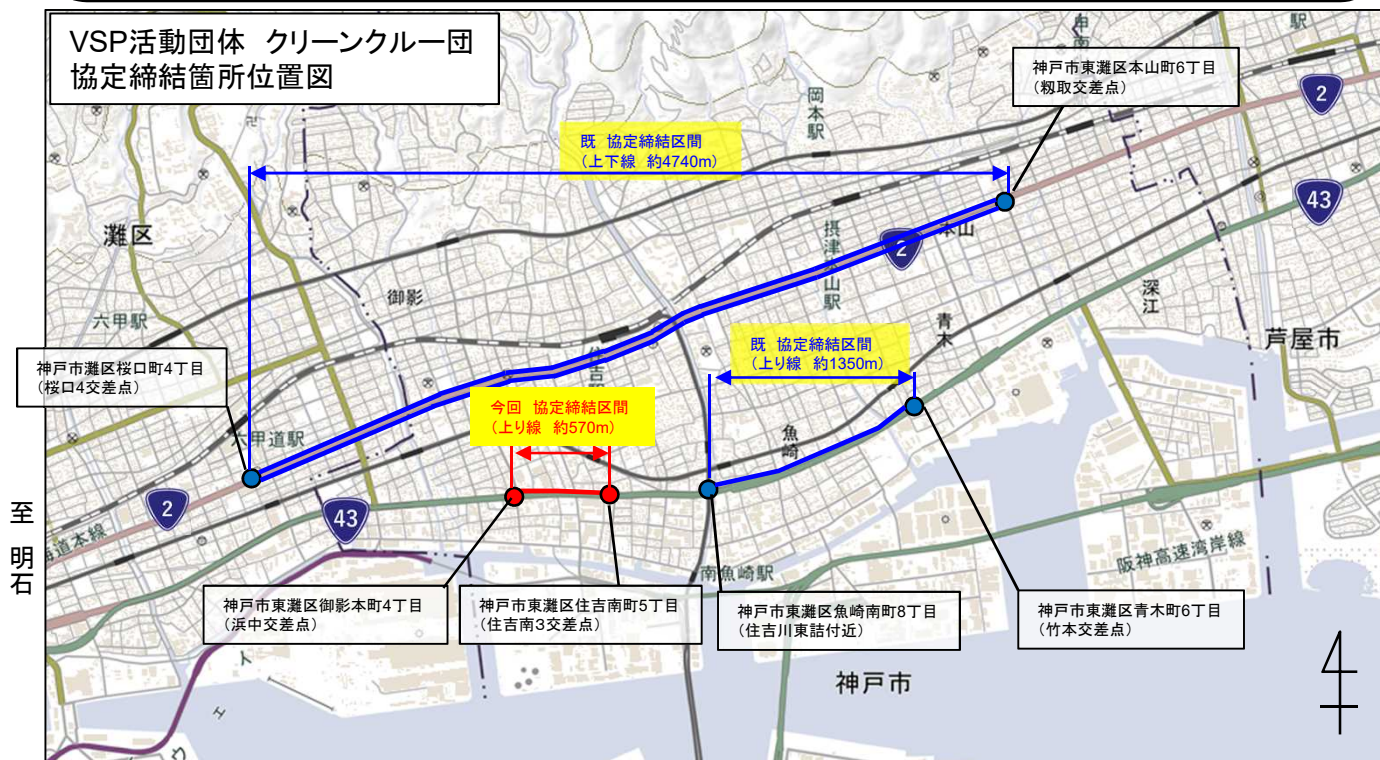 VSP活動団体 クリーンクルー団
協定締結箇所位置図
神戸市東灘区本山町6丁目
(籾取交差点)
2
岡本駅
駅
既 協定締結区間
(上下線 約4740m)
43
灘区
摂津本山駅
本山
2
深江
御影
六甲駅
青木
芦屋市
既 協定締結区間
(上り線 約1350m)
神戸市灘区桜口町4丁目
(桜口4交差点)
今回 協定締結区間
(上り線 約570m)
六甲道駅
魚崎
至 明石
2
43
海道本線
阪神高速湾岸線
南魚崎駅
神戸市東灘区御影本町4丁目
(浜中交差点)
神戸市東灘区住吉南町5丁目
(住吉南3交差点)
神戸市東灘区魚崎南町8丁目
(住吉川東詰付近)
神戸市東灘区青木町6丁目
(竹本交差点)
神戸市